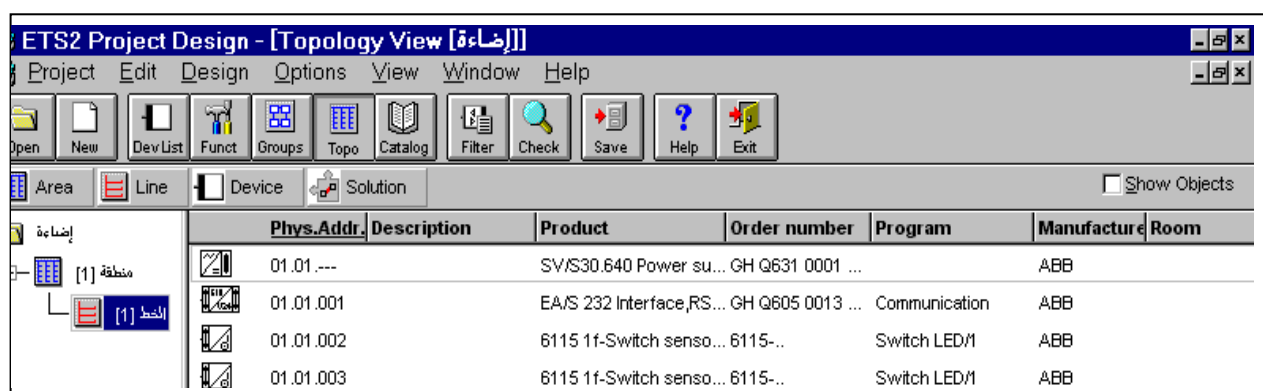 ETS2 Project Design - [Topology View [إضاءة]]
Project Edit Design Options View Window Help
Open New Dev List Funct Groups Topo Catalog Filter Check Save Help Exit
Area Line Device Solution Show Objects
إضاءة
منطقة [1]
الخط [1]
Phys.Addr. Description Product Order number Program Manufacture Room
01.01.--- SV/S30.640 Power su... GH Q631 0001 ... ABB
01.01.001 EA/S 232 Interface,RS... GH Q605 0013 ... Communication ABB
01.01.002 6115 1f-Switch senso... 6115-.. Switch LED/1 ABB
01.01.003 6115 1f-Switch senso... 6115-.. Switch LED/1 ABB